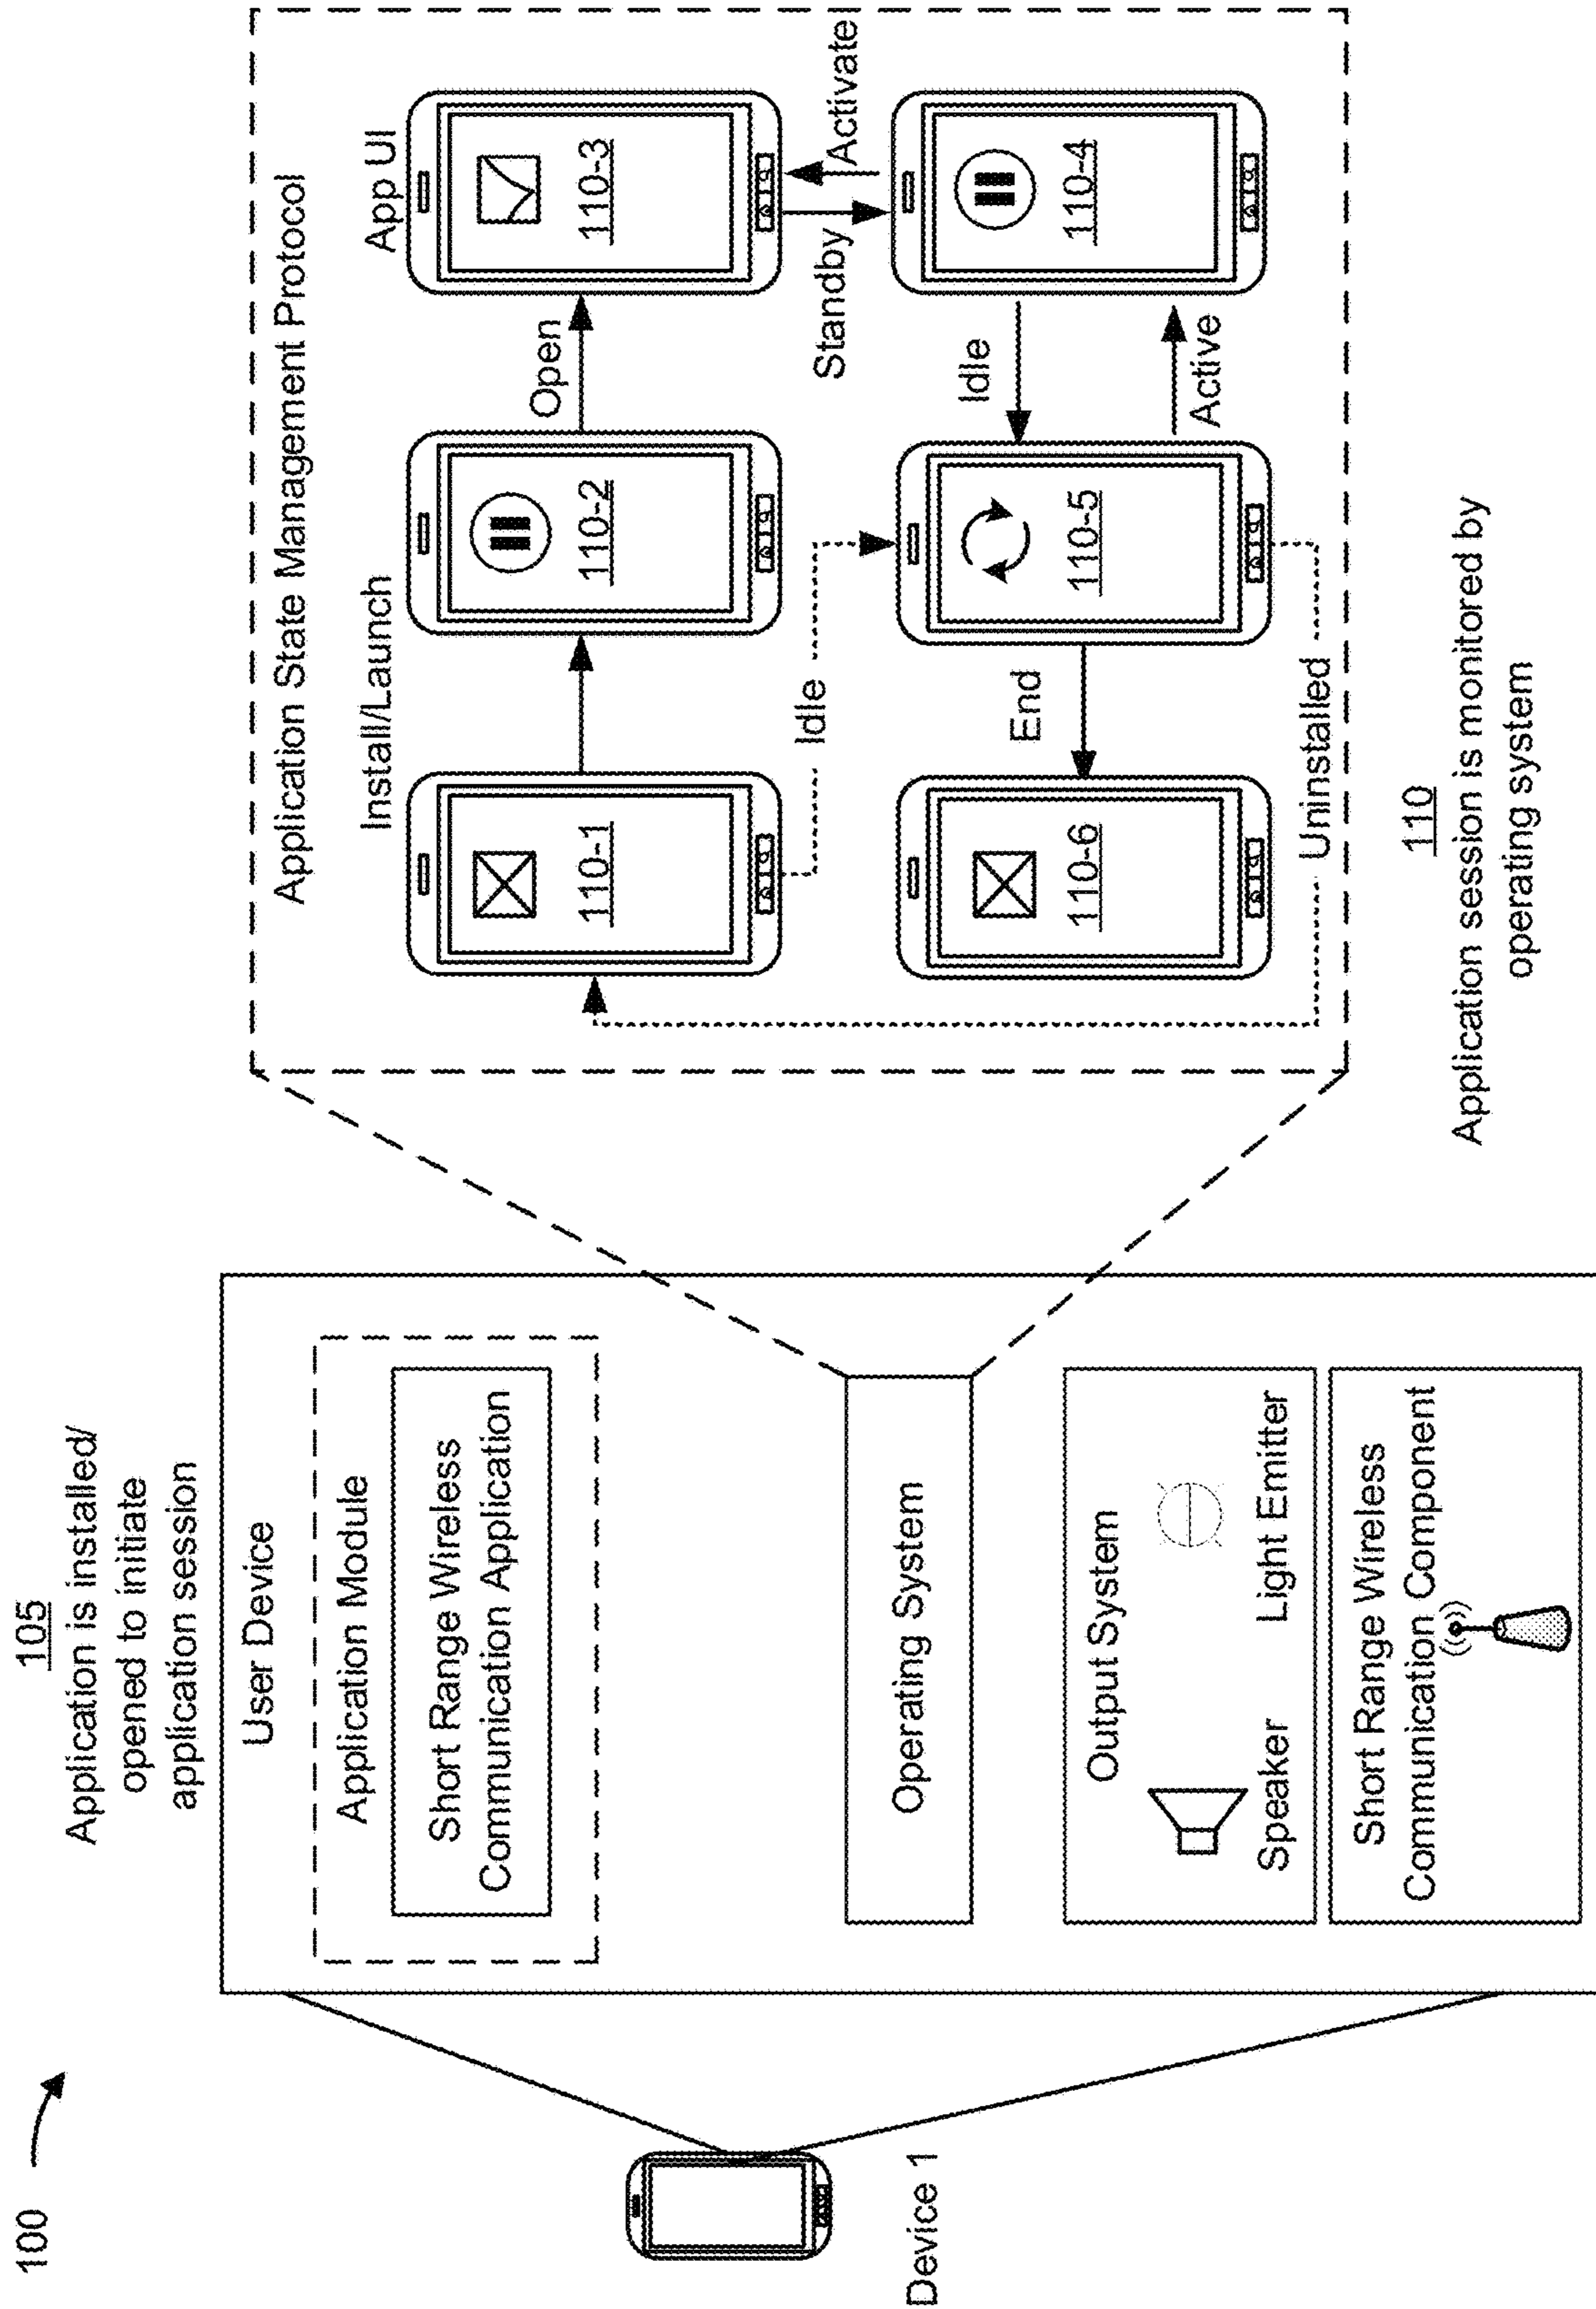 100
105
Application is installed/
opened to initiate
application session
User Device
Application Module
Short Range Wireless
Communication Application
Operating System
Output System
Speaker
Light Emitter
Short Range Wireless
Communication Component
Device 1
Application State Management Protocol
Install/Launch
App UI
110-1
110-2
Open
110-3
Idle
Standby
Activate
110-6
End
110-5
Idle
Active
110-4
Uninstalled
110
Application session is monitored by
operating system